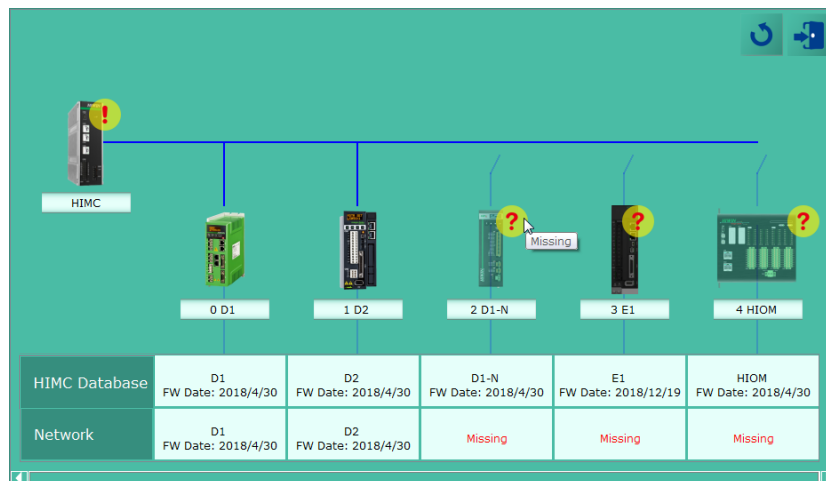 !
HIMC
?
Missing
?
?
0 D1
1 D2
2 D1-N
3 E1
4 HIOM
HIMC Database
D1
FW Date: 2018/4/30
D2
FW Date: 2018/4/30
D1-N
FW Date: 2018/4/30
E1
FW Date: 2018/12/19
HIOM
FW Date: 2018/4/30
Network
D1
FW Date: 2018/4/30
D2
FW Date: 2018/4/30
Missing
Missing
Missing